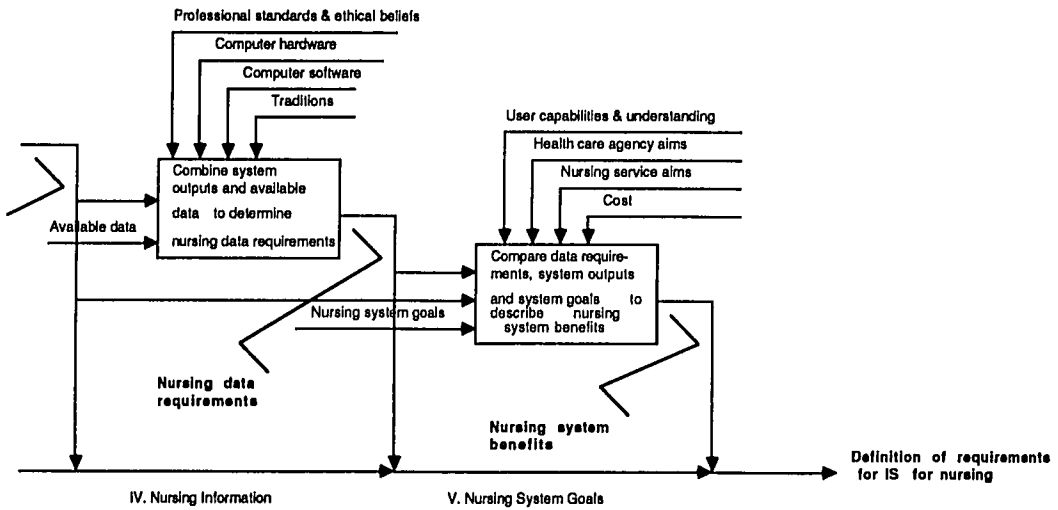 Professional standards & ethical beliefs
Computer hardware
Computer software
Traditions
Combine system
outputs and available
data to determine
nursing data requirements
Available data
User capabilities & understanding
Health care agency aims
Nursing service aims
Cost
Compare data require-
ments, system outputs
and system goals to
describe nursing
system benefits
Nursing system goals
Nursing data
requirements
Nursing system
benefits
Definition of requirements
for IS for nursing
IV. Nursing Information
V. Nursing System Goals